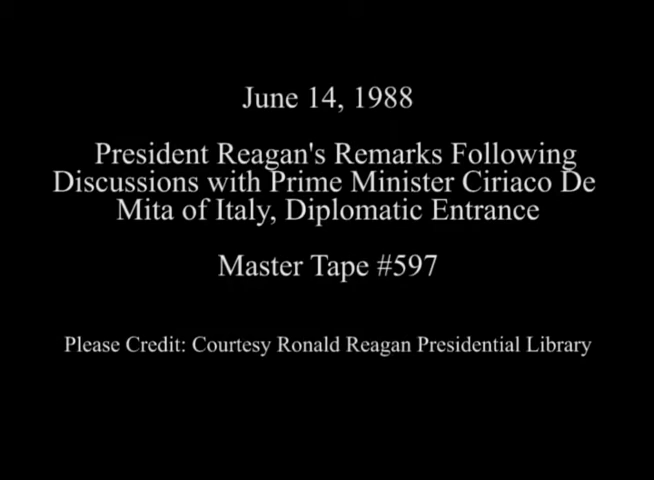 June 14, 1988
President Reagan's Remarks Following
Discussions with Prime Minister Ciriaco De
Mita of Italy, Diplomatic Entrance
Master Tape #597
Please Credit: Courtesy Ronald Reagan Presidential Library